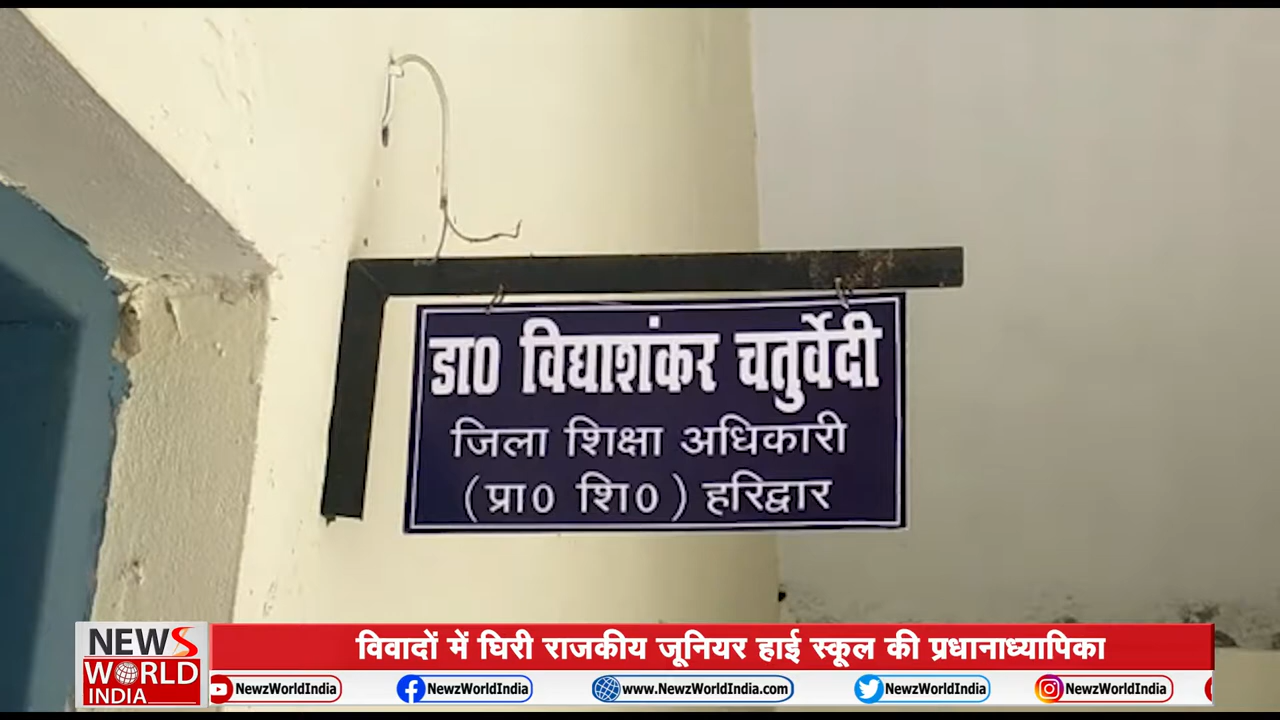 डा0 विद्याशंकर चतुर्वेदी
जिला शिक्षा अधिकारी
(प्रा0 शि0) हरिद्वार
NEWS
WORLD
INDIA
विवादों में घिरी राजकीय जूनियर हाई स्कूल की प्रधानाध्यापिका
NewzWorldIndia
NewzWorldIndia
www.newzworldindia.com
NewzWorldIndia
NewzWorldIndia